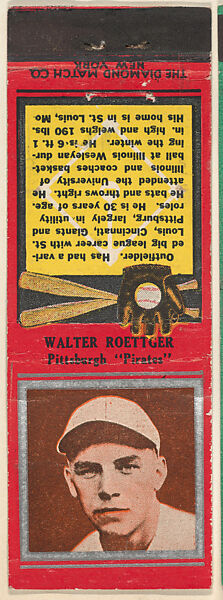 WALTER ROETTGER
Pittsburgh "Pirates"
Outfielder. Has had a vari-
ed big league career with St.
Louis, Cincinnati, Giants and
Pittsburg, largely in utility
roles. He is 30 years of age.
He bats and throws right. He
attended the University of
Illinois and coaches basket-
ball at Illinois Wesleyan dur-
ing the winter. He is 6 ft 1
in. high and weighs 190 lbs.
His home is in St. Louis, Mo.
THE DIAMOND MATCH CO.
NEW YORK